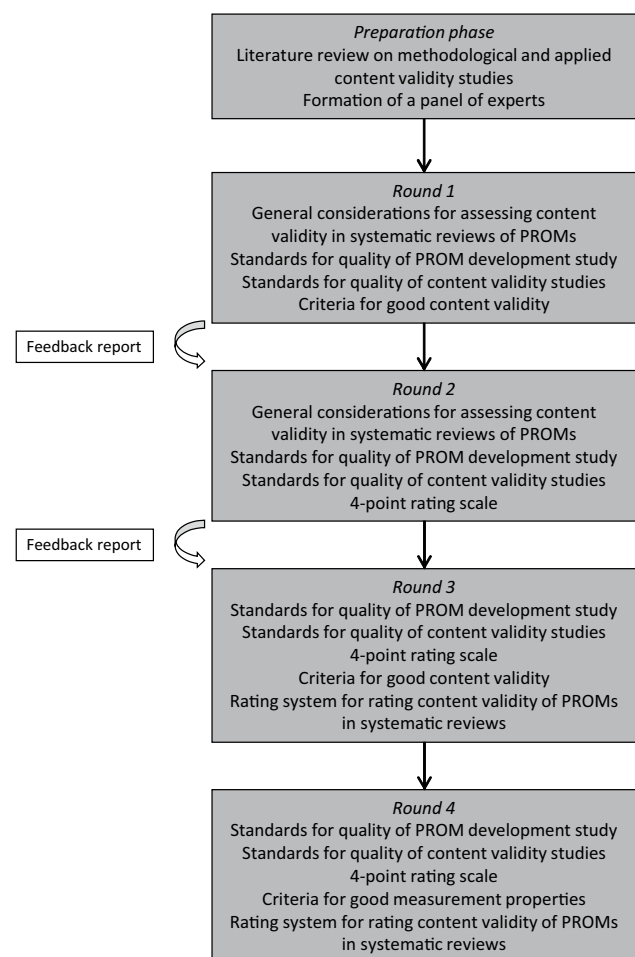 Preparation phase
Literature review on methodological and applied
content validity studies
Formation of a panel of experts
Round 1
General considerations for assessing content
validity in systematic reviews of PROMs
Standards for quality of PROM development study
Standards for quality of content validity studies
Criteria for good content validity
Feedback report
Round 2
General considerations for assessing content
validity in systematic reviews of PROMs
Standards for quality of PROM development study
Standards for quality of content validity studies
4-point rating scale
Feedback report
Round 3
Standards for quality of PROM development study
Standards for quality of content validity studies
4-point rating scale
Criteria for good content validity
Rating system for rating content validity of PROMs
in systematic reviews
Round 4
Standards for quality of PROM development study
Standards for quality of content validity studies
4-point rating scale
Criteria for good measurement properties
Rating system for rating content validity of PROMs
in systematic reviews